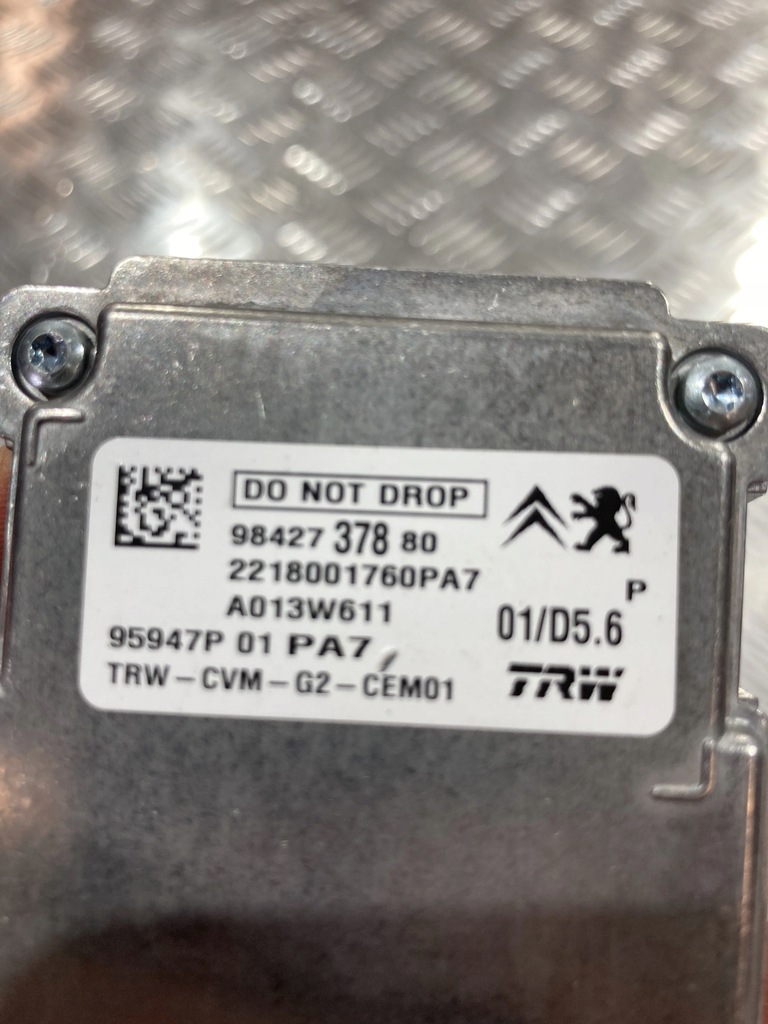 DO NOT DROP
98427 378 80
2218001760PA7
P
A013W611
01/D5.6
95947P 01 PA7
TRW-CVM-G2-CEM01
TRW